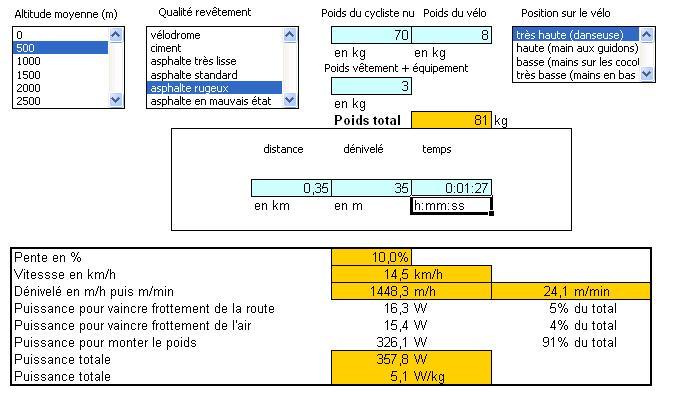 Altitude moyenne (m)
Qualité revêtement
Poids du cycliste nu
Poids du vélo
Position sur le vélo
0
500
1000
1500
2000
2500
vélodrome
ciment
asphalte très lisse
asphalte standard
asphalte rugeux
asphalte en mauvais état
70
8
en kg
en kg
Poids vêtement + équipement
3
en kg
Poids total 81 kg
très haute (danseuse)
haute (main aux guidons)
basse (mains sur les cocot
très basse (mains en bas
distance dénivelé temps
0,35 35 0:01:27
en km en m h:mm:ss
Pente en % 10,0%
Vitessse en km/h 14,5 km/h
Dénivelé en m/h puis m/min 1448,3 m/h 24,1 m/min
Puissance pour vaincre frottement de la route 16,3 W 5% du total
Puissance pour vaincre frottement de l'air 15,4 W 4% du total
Puissance pour monter le poids 326,1 W 91% du total
Puissance totale 357,8 W
Puissance totale 5,1 W/kg